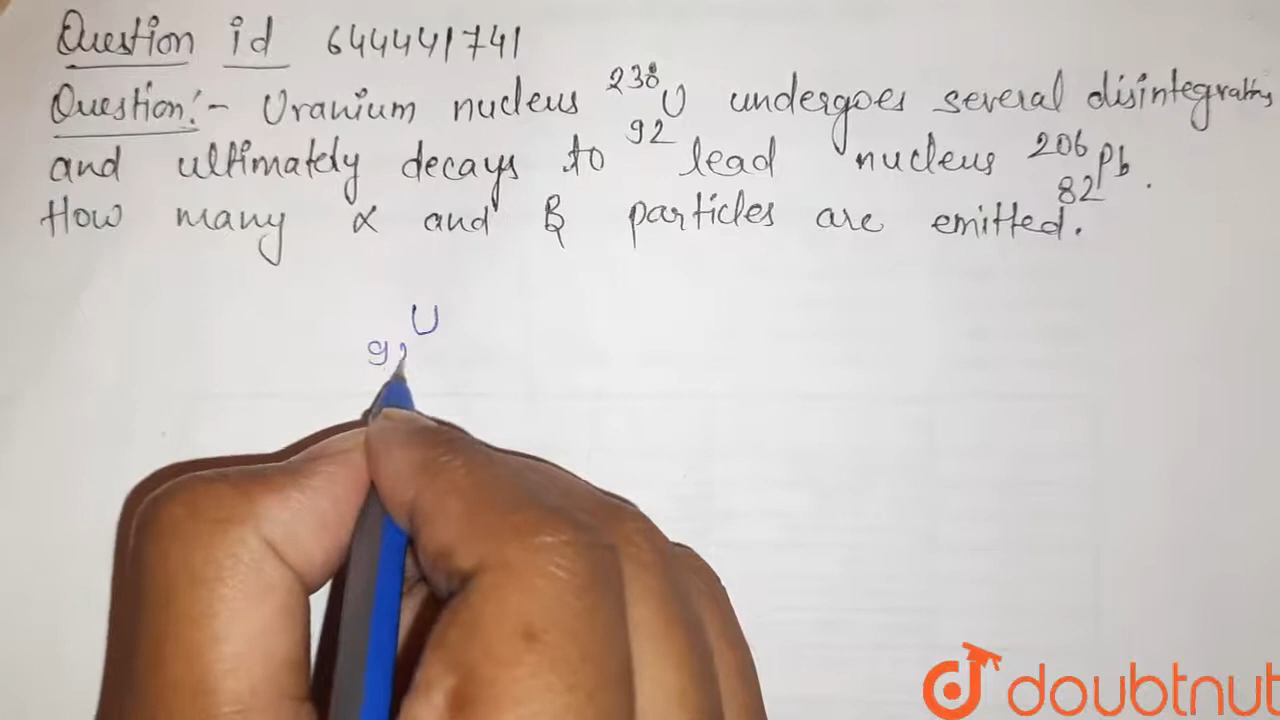 Question id 644441741
Question:- Uranium nucleus ²³⁸₉₂U undergoes several disintegrations
and ultimately decays to lead nucleus ²⁰⁶₈₂Pb.
How many α and β particles are emitted.
₉₂U
doubtnut